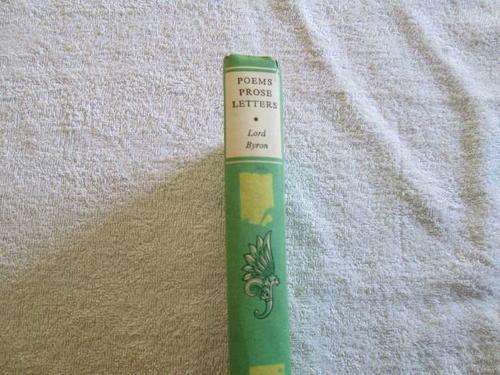 POEMS
PROSE
LETTERS
•
Lord
Byron